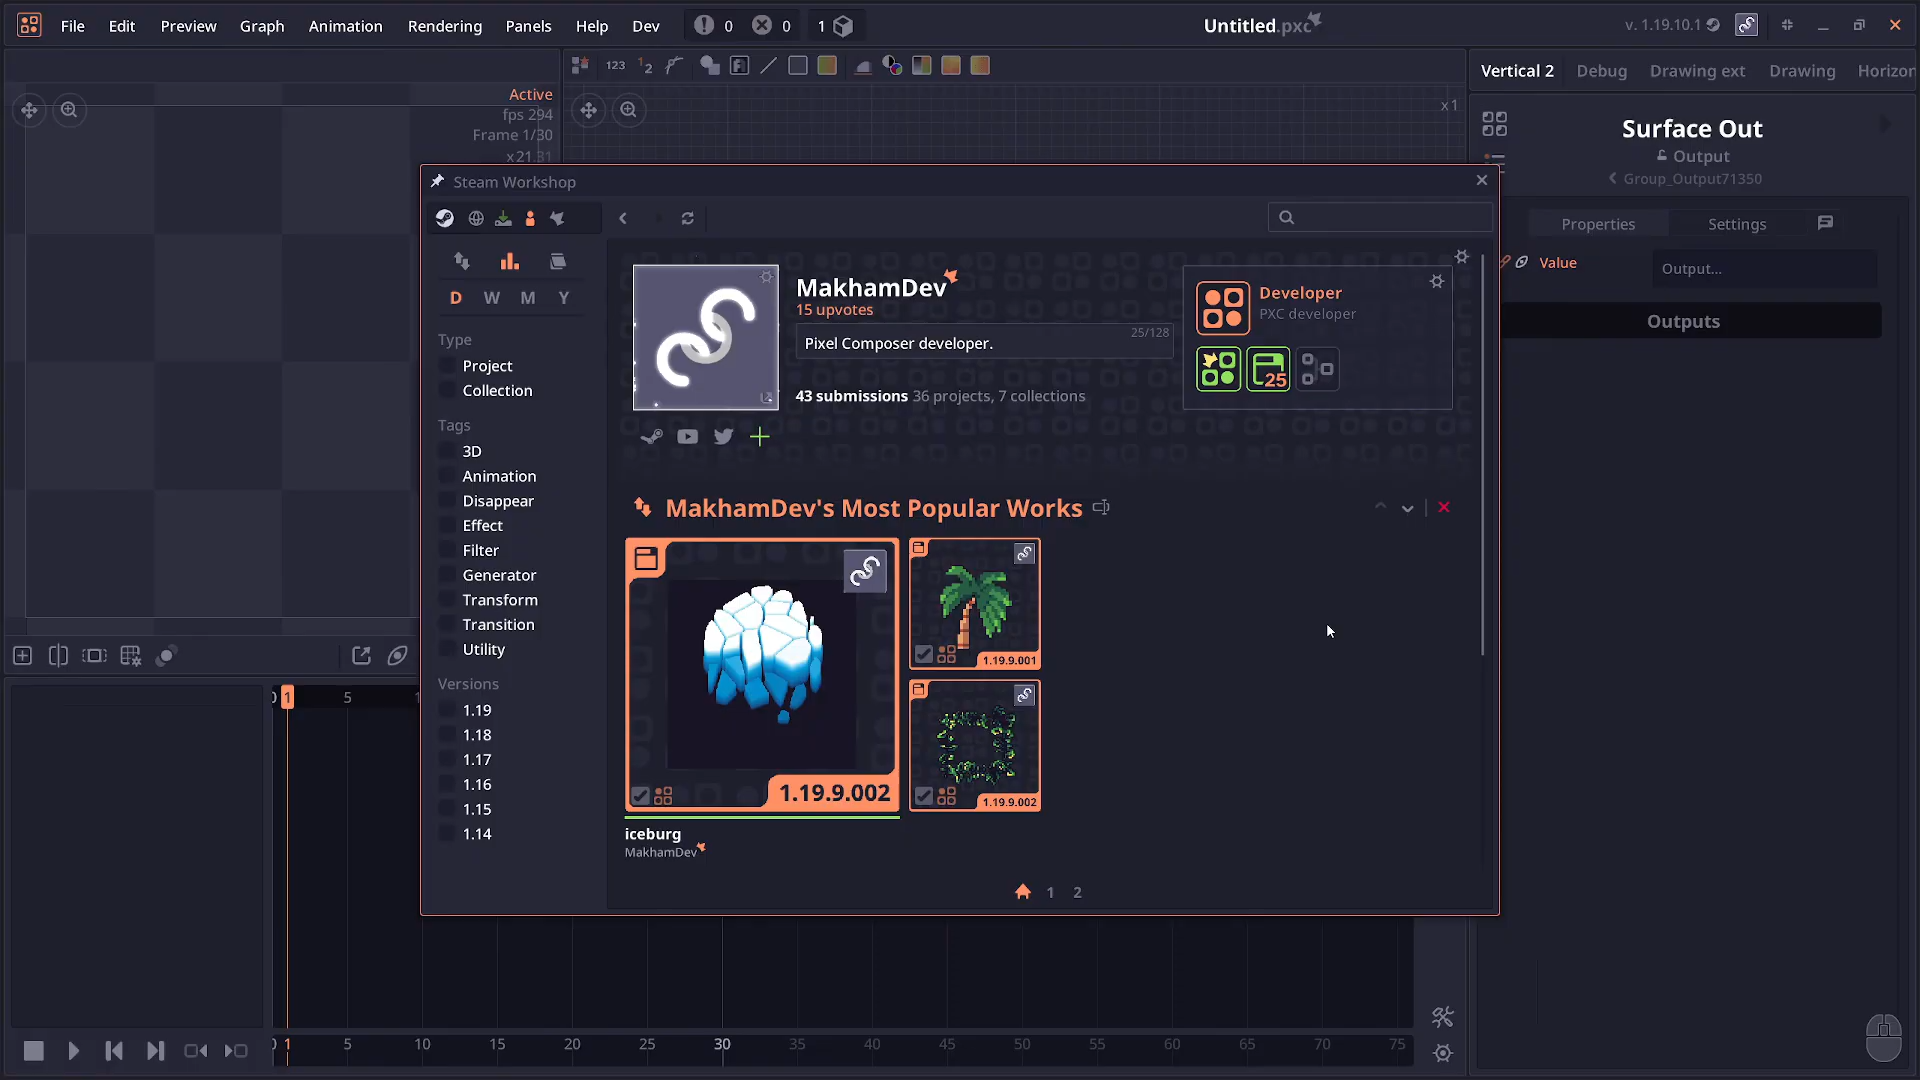 File Edit Preview Graph Animation Rendering Panels Help Dev 0 0 1
Untitled.pxc
v. 1.19.10.1
123
Vertical 2 Debug Drawing ext Drawing Horizor
Active
fps 294
Frame 1/30
x21.31
x1
Surface Out
Output
Group_Output71350
Properties Settings
Value Output...
Outputs
Steam Workshop
D W M Y
Type
Project
Collection
Tags
3D
Animation
Disappear
Effect
Filter
Generator
Transform
Transition
Utility
Versions
1.19
1.18
1.17
1.16
1.15
1.14
MakhamDev
15 upvotes
25/128
Pixel Composer developer.
43 submissions 36 projects, 7 collections
Developer
PXC developer
25
MakhamDev's Most Popular Works
1.19.9.002
iceburg
MakhamDev
1.19.9.001
1.19.9.002
1 2
1 5
1 5 10 15 20 25 30 35 40 45 50 55 60 65 70 75